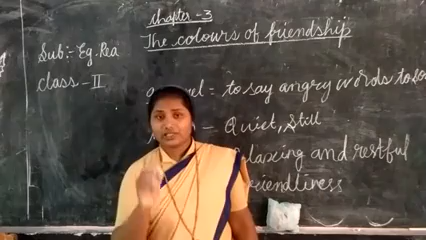 Chapter - 3
The colours of friendship
Sub:- Eg. Rea
class - II
= to say angry words to so
- Quiet, Still
laxing and restful
riendliness